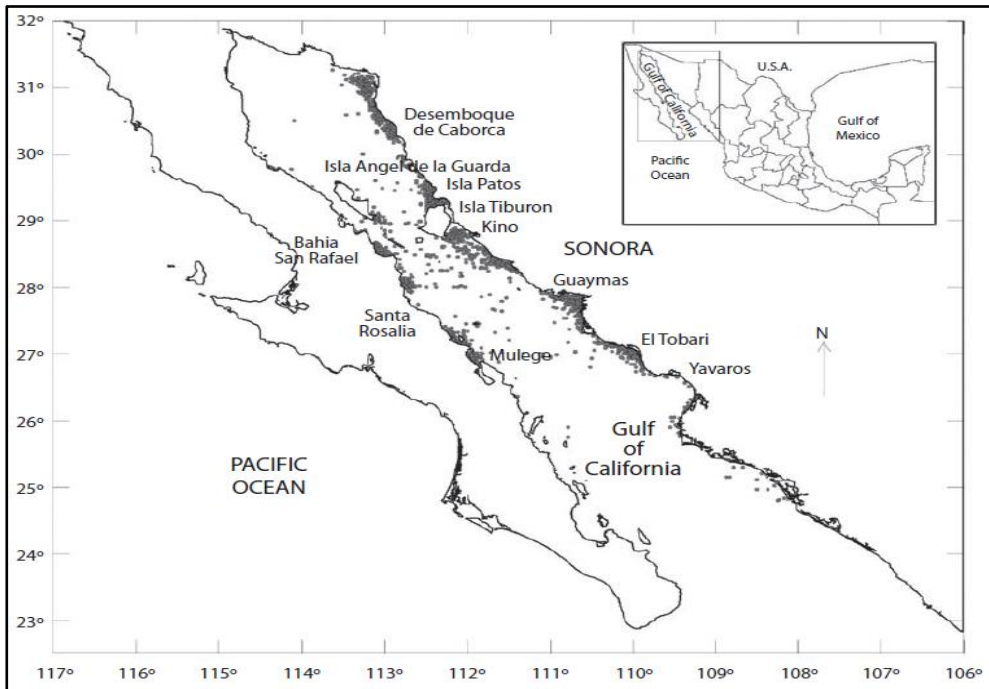 32º
31º
30º
29º
28º
27º
26º
25º
24º
23º
Desemboque
de Caborca
Isla Angel de la Guarda
Isla Patos
Isla Tiburon
Kino
Bahia
San Rafael
SONORA
Guaymas
Santa
Rosalia
El Tobari
Mulege
Yavaros
N
Gulf
of
California
PACIFIC
OCEAN
U.S.A.
Gulf of California
Gulf of
Mexico
Pacific
Ocean
117º 116º 115º 114º 113º 112º 111º 110º 109º 108º 107º 106º